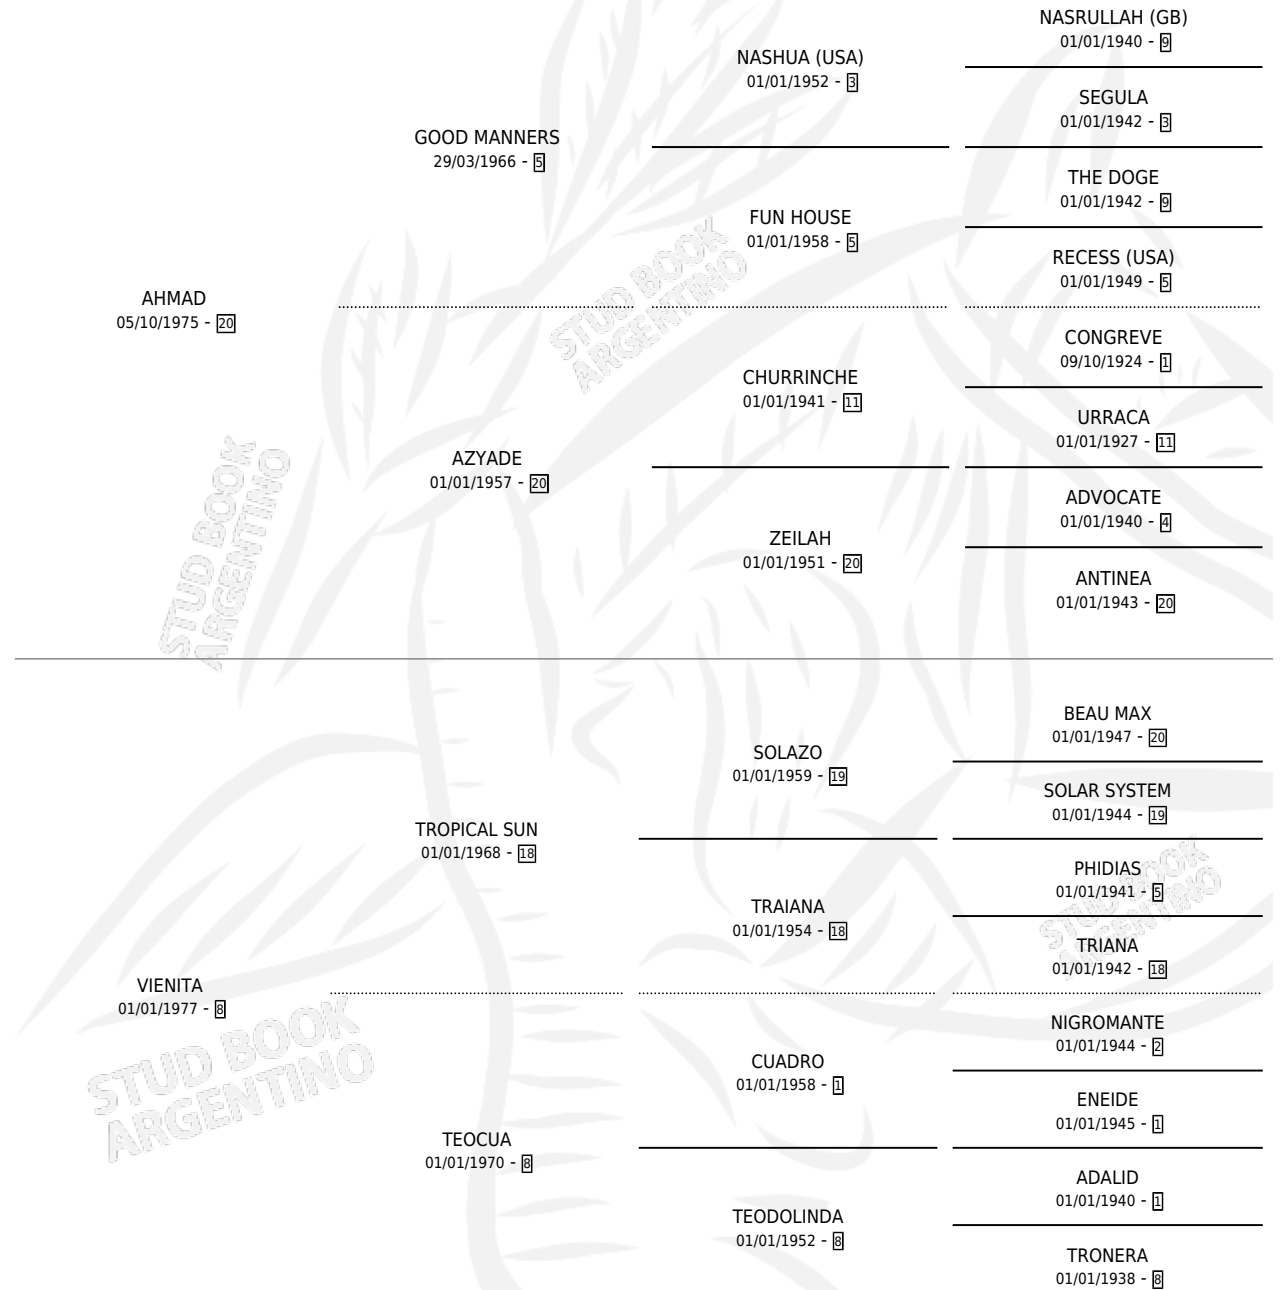 NASRULLAH (GB)
01/01/1940 - 9
NASHUA (USA)
01/01/1952 - 3
SEGULA
01/01/1942 - 3
GOOD MANNERS
29/03/1966 - 5
THE DOGE
01/01/1942 - 9
FUN HOUSE
01/01/1958 - 5
RECESS (USA)
01/01/1949 - 5
AHMAD
05/10/1975 - 20
CONGREVE
09/10/1924 - 1
CHURRINCHE
01/01/1941 - 11
URRACA
01/01/1927 - 11
AZYADE
01/01/1957 - 20
ADVOCATE
01/01/1940 - 4
ZEILAH
01/01/1951 - 20
ANTINEA
01/01/1943 - 20
BEAU MAX
01/01/1947 - 20
SOLAZO
01/01/1959 - 19
SOLAR SYSTEM
01/01/1944 - 19
TROPICAL SUN
01/01/1968 - 18
PHIDIAS
01/01/1941 - 5
TRAIANA
01/01/1954 - 18
TRIANA
01/01/1942 - 18
VIENITA
01/01/1977 - 8
NIGROMANTE
01/01/1944 - 2
CUADRO
01/01/1958 - 1
ENEIDE
01/01/1945 - 1
TEOCUA
01/01/1970 - 8
ADALID
01/01/1940 - 1
TEODOLINDA
01/01/1952 - 8
TRONERA
01/01/1938 - 8
STUD BOOK
ARGENTINO
STUD BOOK
ARGENTINO
STUD BOOK
ARGENTINO
STUD BOOK
ARGENTINO